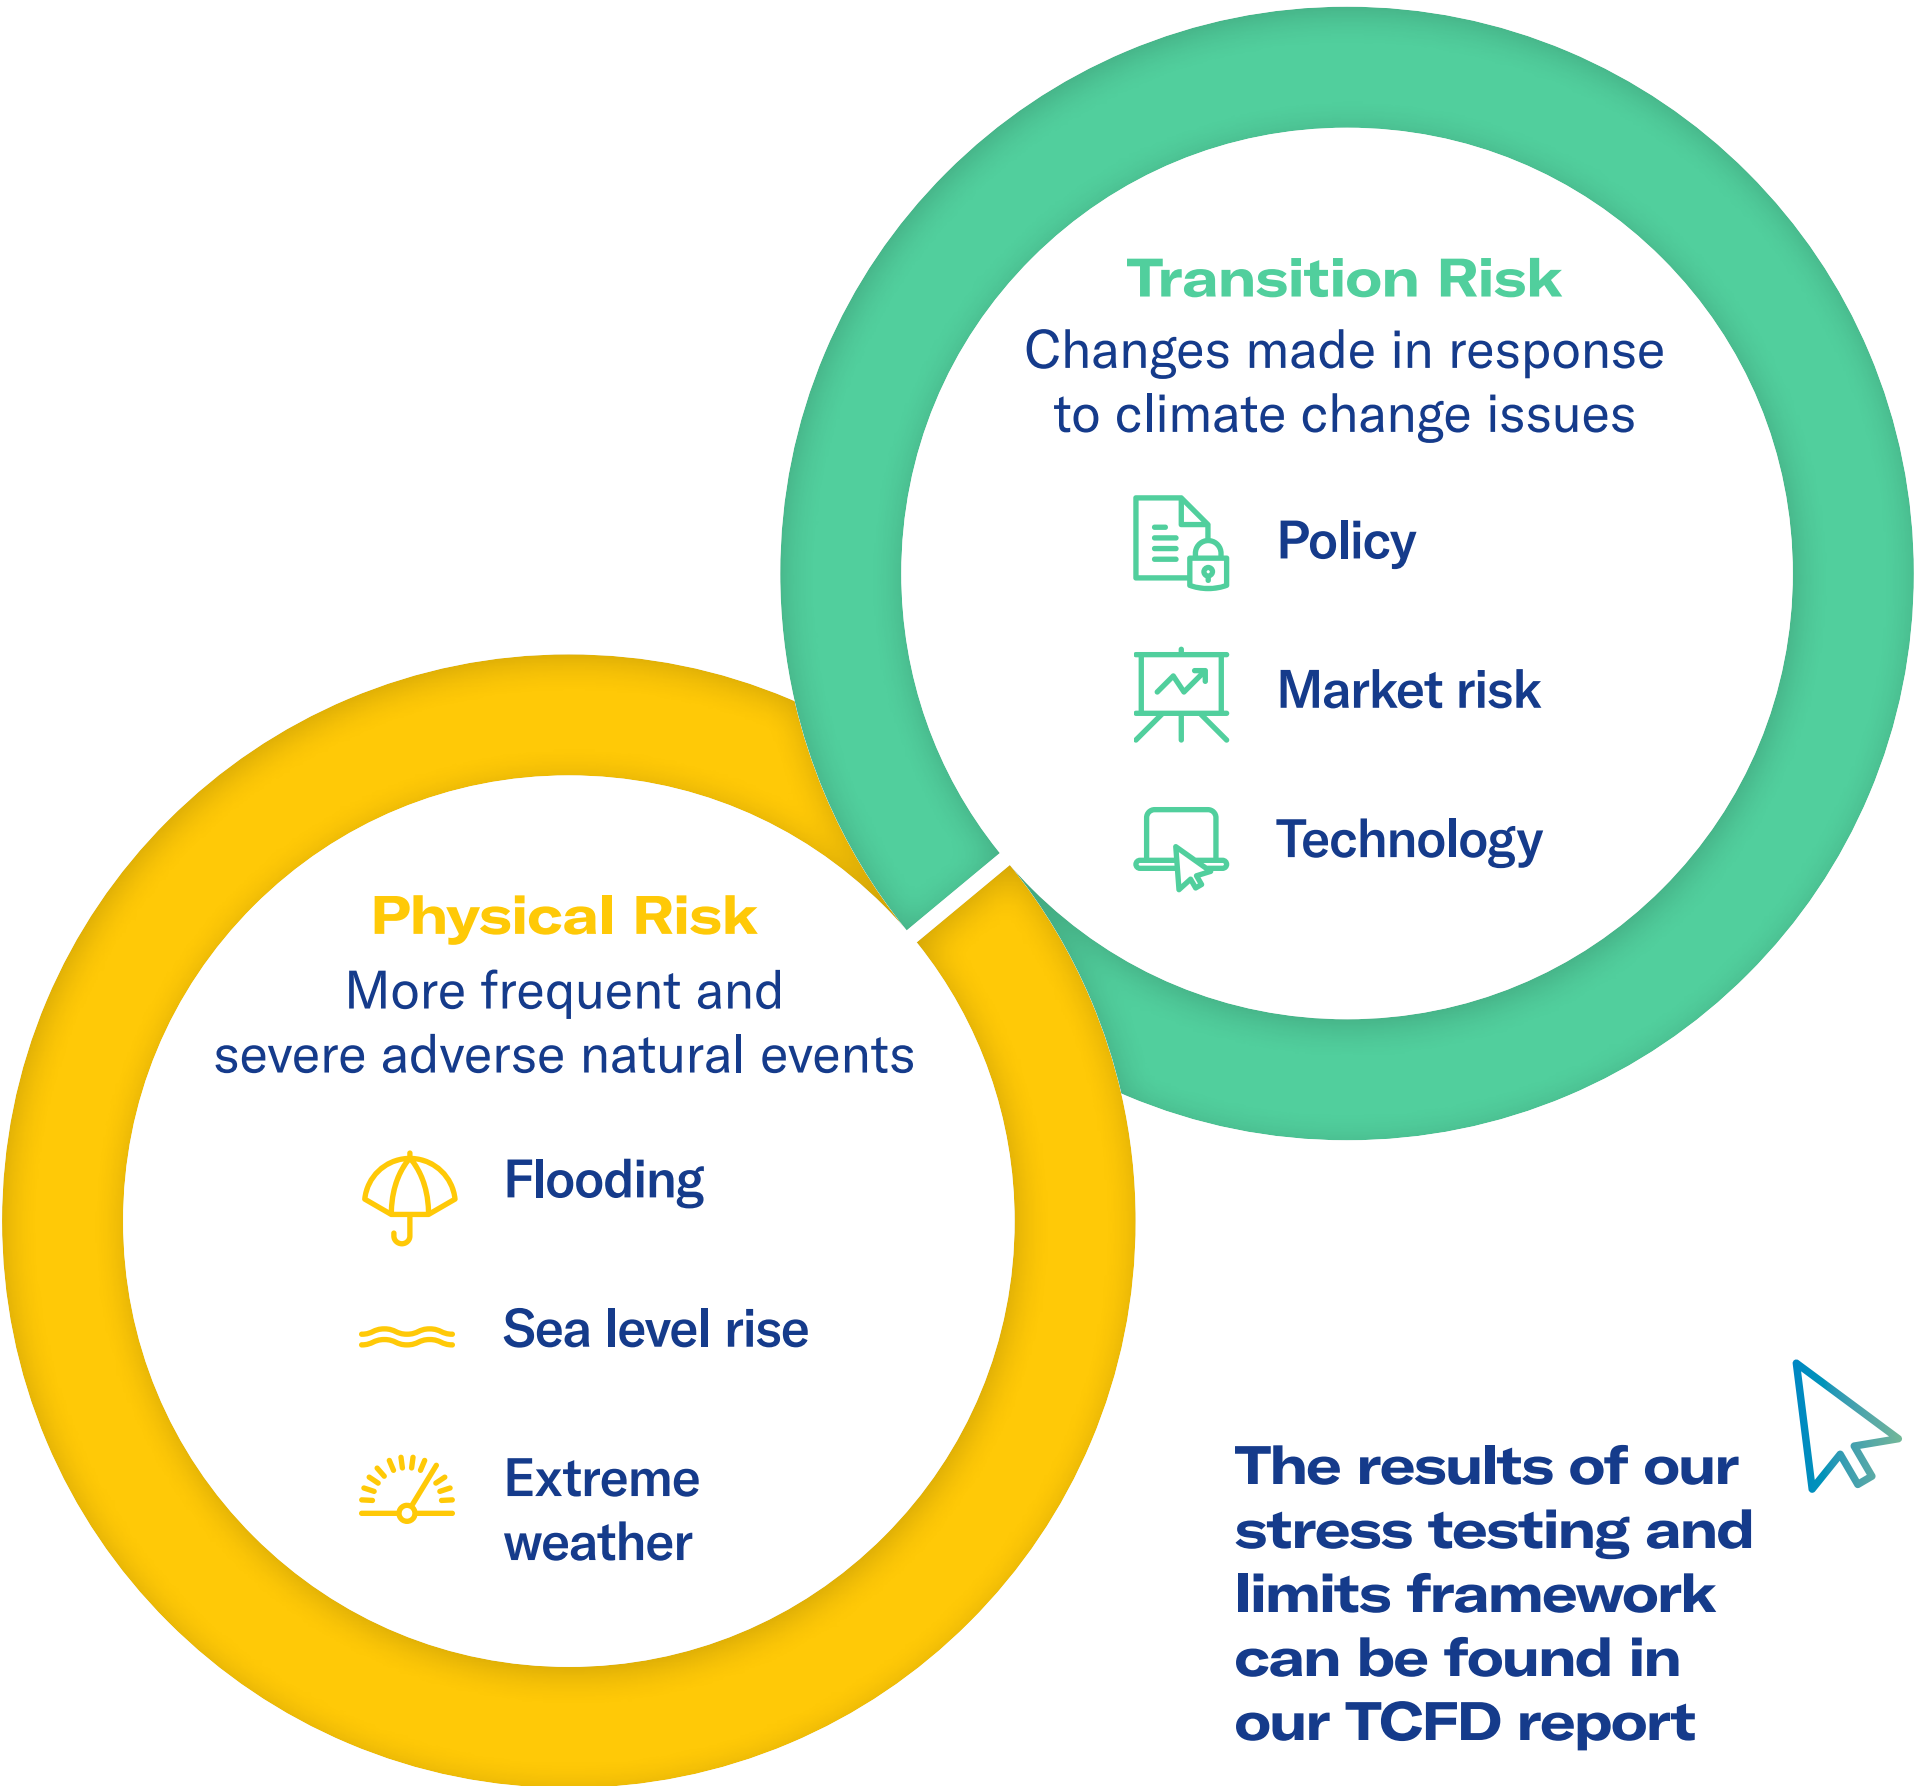 Transition Risk
Changes made in response
to climate change issues
Policy
Market risk
Technology
Physical Risk
More frequent and
severe adverse natural events
Flooding
Sea level rise
Extreme
weather
The results of our
stress testing and
limits framework
can be found in
our TCFD report